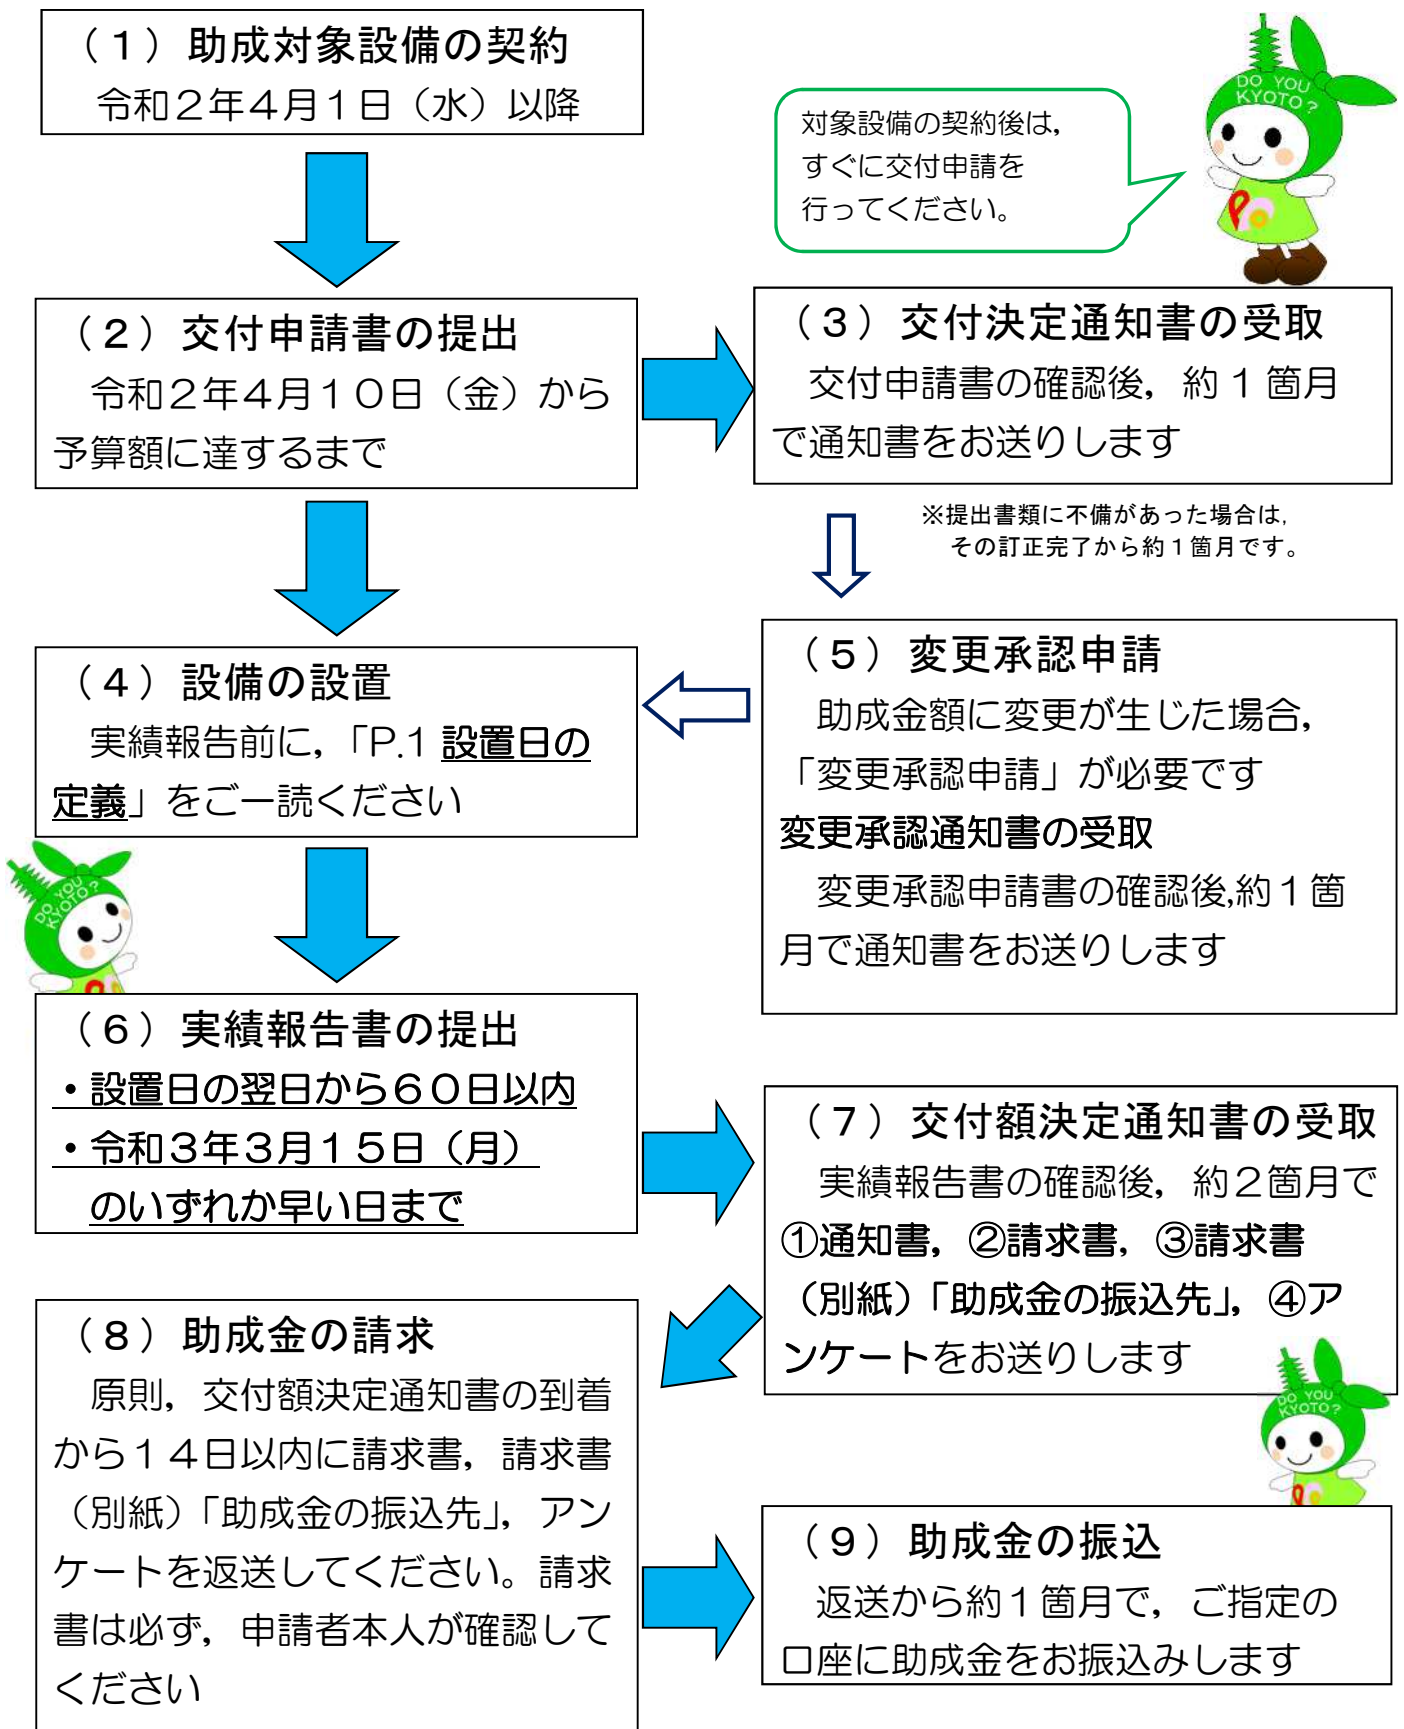 （１）助成対象設備の契約
令和２年４月１日（水）以降
DO YOU
KYOTO？
対象設備の契約後は，
すぐに交付申請を
行ってください。
（２）交付申請書の提出
令和２年４月１０日（金）から
予算額に達するまで
（３）交付決定通知書の受取
交付申請書の確認後，約１箇月
で通知書をお送りします
※提出書類に不備があった場合は，
その訂正完了から約１箇月です。
（４）設備の設置
実績報告前に，「P.1 設置日の
定義」をご一読ください
（５）変更承認申請
助成金額に変更が生じた場合，
「変更承認申請」が必要です
変更承認通知書の受取
変更承認申請書の確認後,約１箇
月で通知書をお送りします
DO YOU
KYOTO？
（６）実績報告書の提出
・設置日の翌日から６０日以内
・令和３年３月１５日（月）
のいずれか早い日まで
（７）交付額決定通知書の受取
実績報告書の確認後，約２箇月で
①通知書，②請求書，③請求書
（別紙）「助成金の振込先」，④ア
ンケートをお送りします
（８）助成金の請求
原則，交付額決定通知書の到着
から１４日以内に請求書，請求書
（別紙）「助成金の振込先」，アン
ケートを返送してください。請求
書は必ず，申請者本人が確認して
ください
DO YOU
KYOTO？
（９）助成金の振込
返送から約１箇月で，ご指定の
口座に助成金をお振込みします